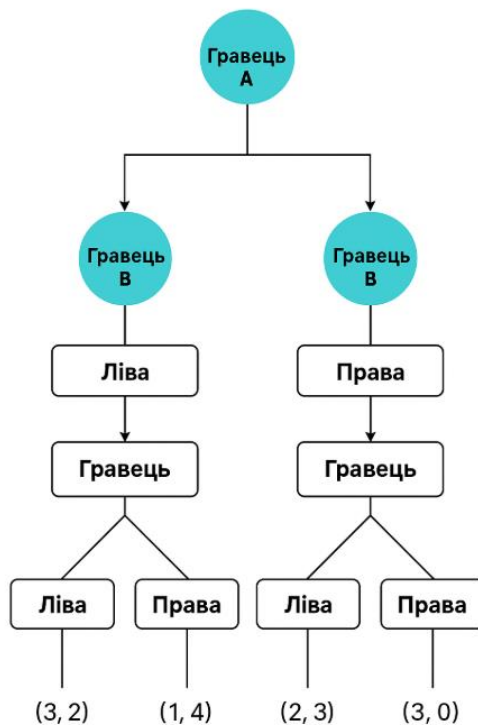 Гравець
А
Гравець
В
Гравець
В
Ліва
Права
Гравець
Гравець
Ліва
Права
Ліва
Права
(3, 2)
(1, 4)
(2, 3)
(3, 0)